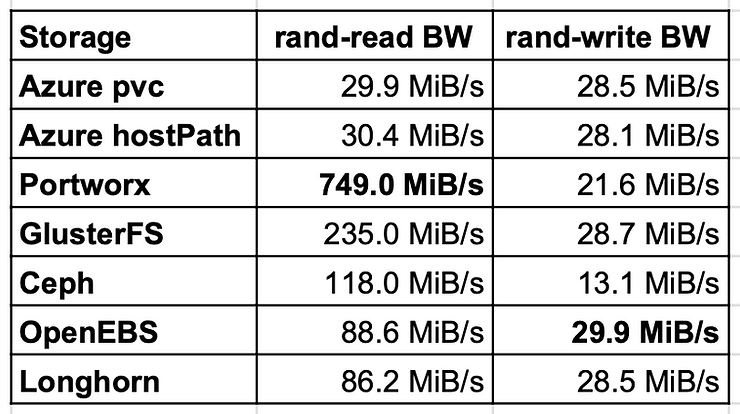 Storage rand-read BW rand-write BW
Azure pvc 29.9 MiB/s 28.5 MiB/s
Azure hostPath 30.4 MiB/s 28.1 MiB/s
Portworx 749.0 MiB/s 21.6 MiB/s
GlusterFS 235.0 MiB/s 28.7 MiB/s
Ceph 118.0 MiB/s 13.1 MiB/s
OpenEBS 88.6 MiB/s 29.9 MiB/s
Longhorn 86.2 MiB/s 28.5 MiB/s